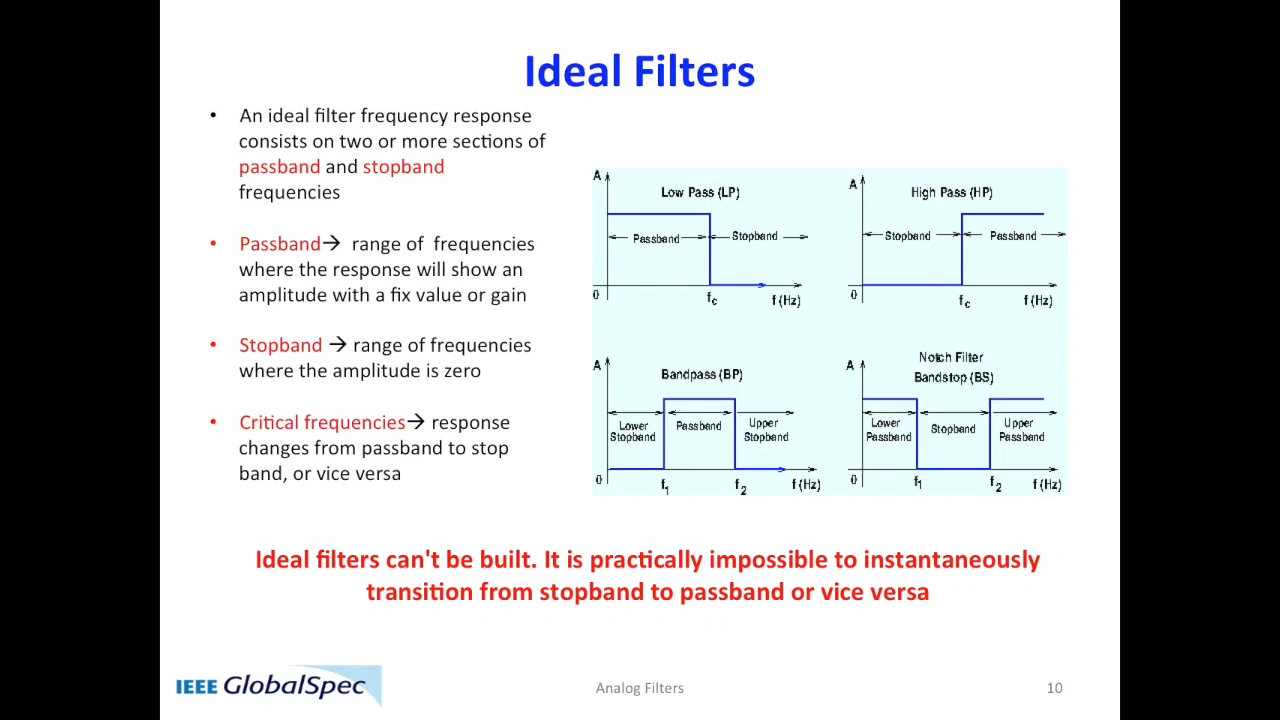 Ideal Filters
• An ideal filter frequency response
consists on two or more sections of
passband and stopband
frequencies
• Passband→ range of frequencies
where the response will show an
amplitude with a fix value or gain
• Stopband → range of frequencies
where the amplitude is zero
• Critical frequencies→ response
changes from passband to stop
band, or vice versa
A
Low Pass (LP)
Passband
Stopband
0
fc
f (Hz)
A
High Pass (HP)
Stopband
Passband
0
fc
f (Hz)
A
Bandpass (BP)
Lower
Stopband
Passband
Upper
Stopband
0
f1
f2
f (Hz)
Notch Filter
A
Bandstop (BS)
Lower
Passband
Stopband
Upper
Passband
0
f1
f2
f (Hz)
Ideal filters can't be built. It is practically impossible to instantaneously
transition from stopband to passband or vice versa
IEEE GlobalSpec
Analog Filters
10